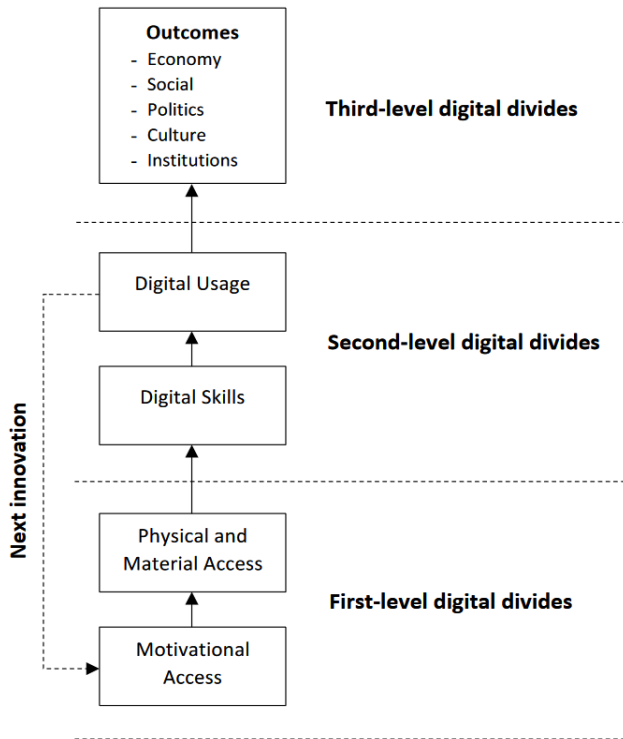 Outcomes
- Economy
- Social
- Politics
- Culture
- Institutions
Third-level digital divides
Digital Usage
Second-level digital divides
Digital Skills
Next innovation
Physical and
Material Access
First-level digital divides
Motivational
Access